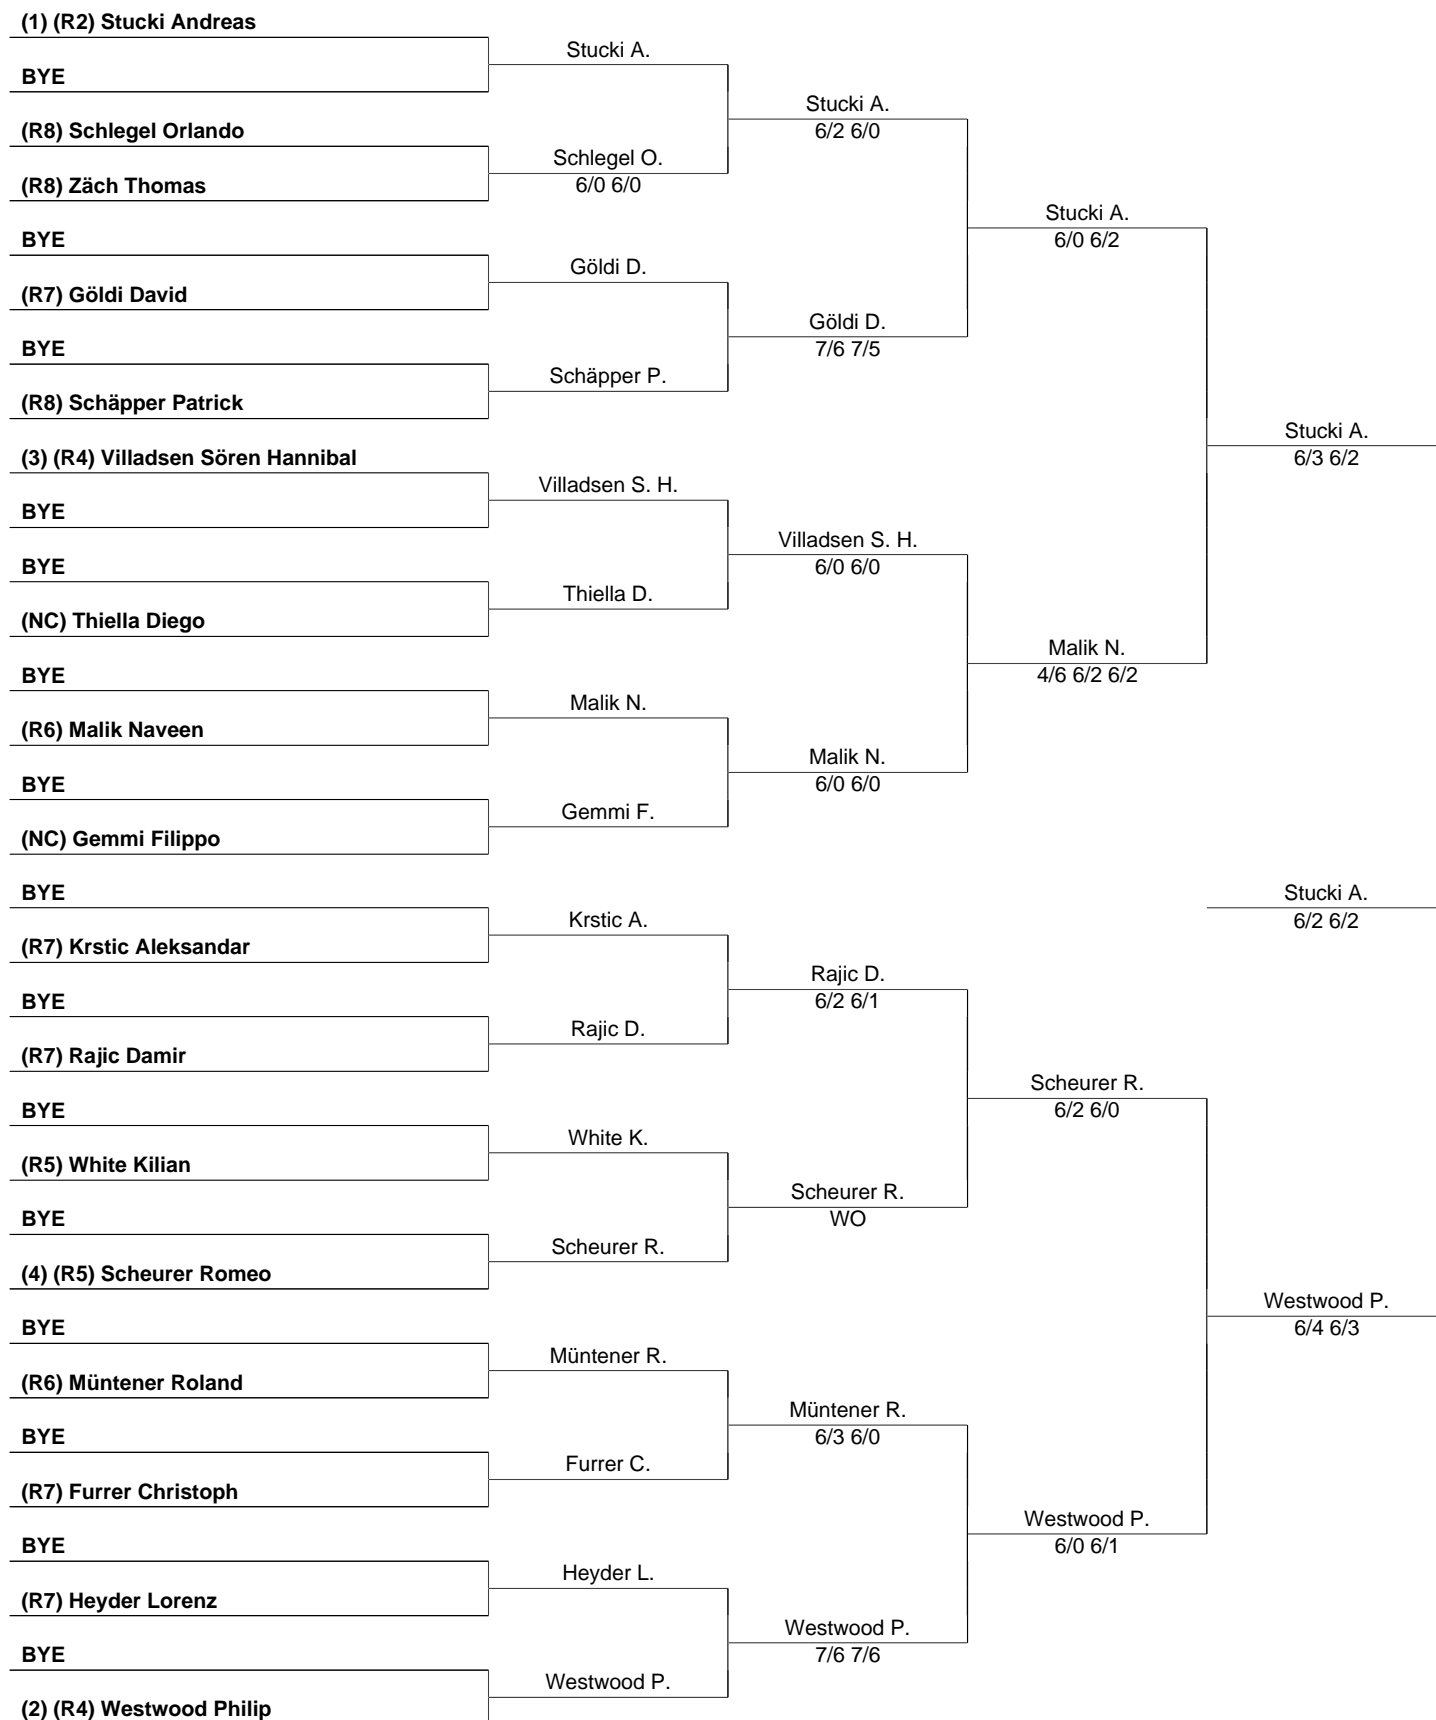 (1) (R2) Stucki Andreas
BYE
(R8) Schlegel Orlando
(R8) Zäch Thomas
BYE
(R7) Göldi David
BYE
(R8) Schäpper Patrick
(3) (R4) Villadsen Sören Hannibal
BYE
BYE
(NC) Thiella Diego
BYE
(R6) Malik Naveen
BYE
(NC) Gemmi Filippo
BYE
(R7) Krstic Aleksandar
BYE
(R7) Rajic Damir
BYE
(R5) White Kilian
BYE
(4) (R5) Scheurer Romeo
BYE
(R6) Müntener Roland
BYE
(R7) Furrer Christoph
BYE
(R7) Heyder Lorenz
BYE
(2) (R4) Westwood Philip
Stucki A.
Schlegel O.
6/0 6/0
Göldi D.
Schäpper P.
Villadsen S. H.
Thiella D.
Malik N.
Gemmi F.
Krstic A.
Rajic D.
White K.
Scheurer R.
Müntener R.
Furrer C.
Heyder L.
Westwood P.
Stucki A.
6/2 6/0
Göldi D.
7/6 7/5
Villadsen S. H.
6/0 6/0
Malik N.
6/0 6/0
Rajic D.
6/2 6/1
Scheurer R.
WO
Müntener R.
6/3 6/0
Westwood P.
7/6 7/6
Stucki A.
6/0 6/2
Malik N.
4/6 6/2 6/2
Scheurer R.
6/2 6/0
Westwood P.
6/0 6/1
Stucki A.
6/3 6/2
Stucki A.
6/2 6/2
Westwood P.
6/4 6/3